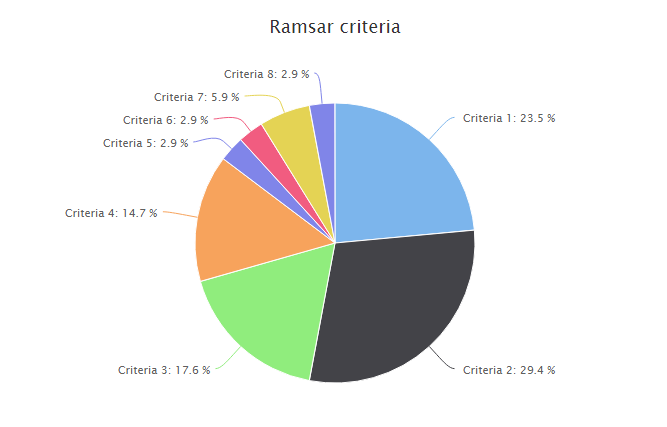 Ramsar criteria
Criteria 8: 2.9 %
Criteria 7: 5.9 %
Criteria 6: 2.9 %
Criteria 1: 23.5 %
Criteria 5: 2.9 %
Criteria 4: 14.7 %
Criteria 3: 17.6 %
Criteria 2: 29.4 %